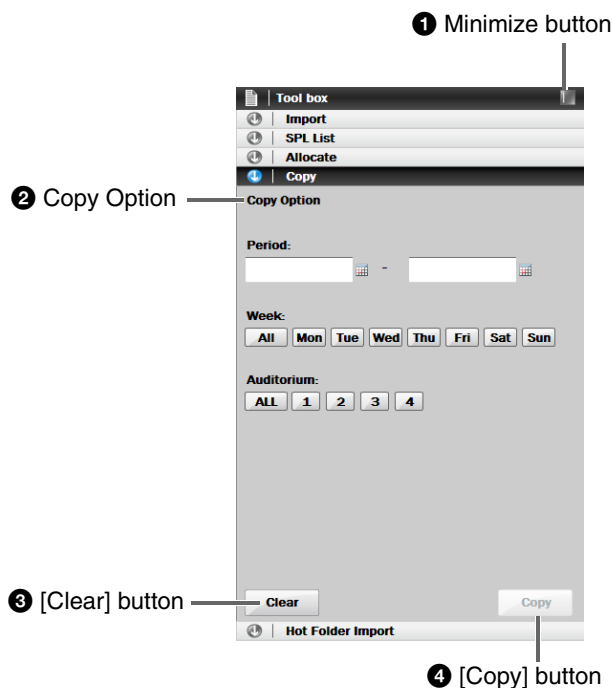 ❶ Minimize button
Tool box
Import
SPL List
Allocate
Copy
❷ Copy Option
Copy Option
Period:
-
Week:
All Mon Tue Wed Thu Fri Sat Sun
Auditorium:
ALL 1 2 3 4
❸ [Clear] button
Clear Copy
Hot Folder Import
❹ [Copy] button